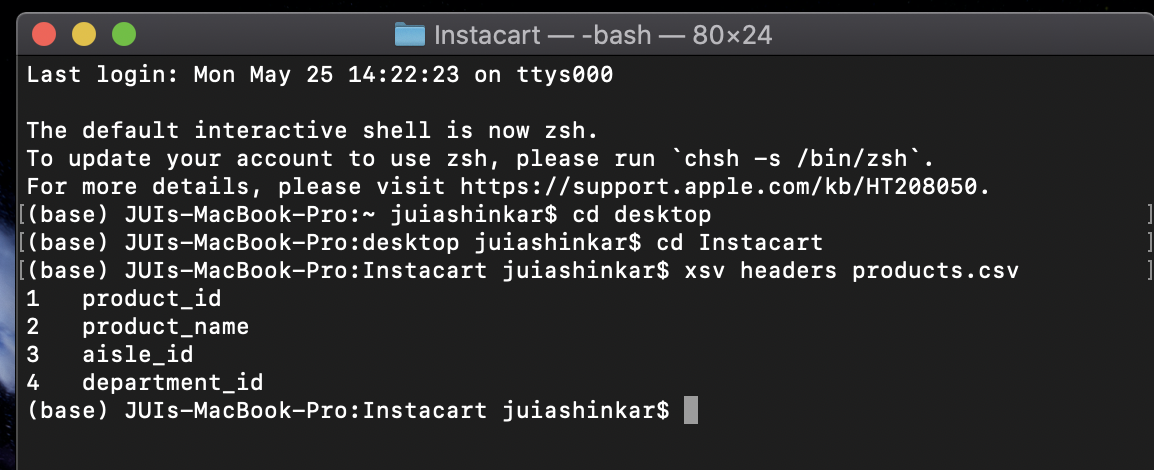 Instacart — -bash — 80×24
Last login: Mon May 25 14:22:23 on ttys000
The default interactive shell is now zsh.
To update your account to use zsh, please run `chsh -s /bin/zsh`.
For more details, please visit https://support.apple.com/kb/HT208050.
[(base) JUIs-MacBook-Pro:~ juiashinkar$ cd desktop ]
[(base) JUIs-MacBook-Pro:desktop juiashinkar$ cd Instacart ]
[(base) JUIs-MacBook-Pro:Instacart juiashinkar$ xsv headers products.csv ]
1   product_id
2   product_name
3   aisle_id
4   department_id
(base) JUIs-MacBook-Pro:Instacart juiashinkar$